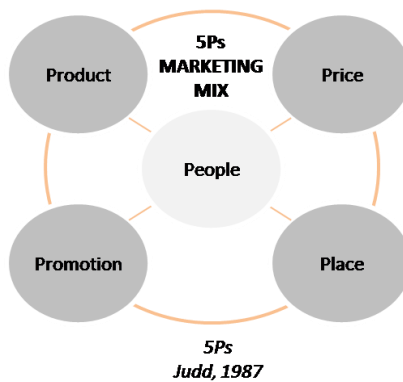 5Ps
MARKETING
MIX
Product
Price
People
Promotion
Place
5Ps
Judd, 1987